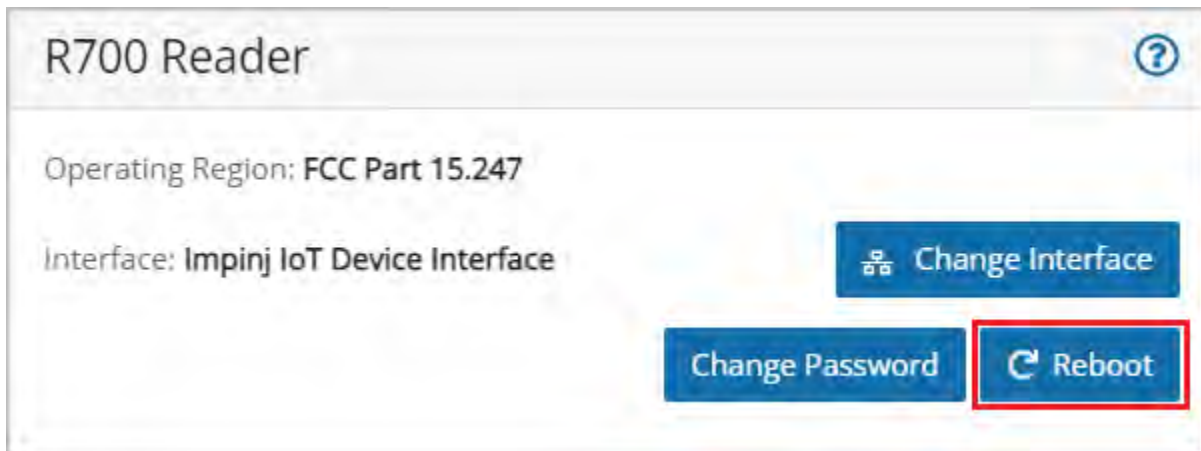 R700 Reader
Operating Region: FCC Part 15.247
Interface: Impinj IoT Device Interface
Change Interface
Change Password
Reboot